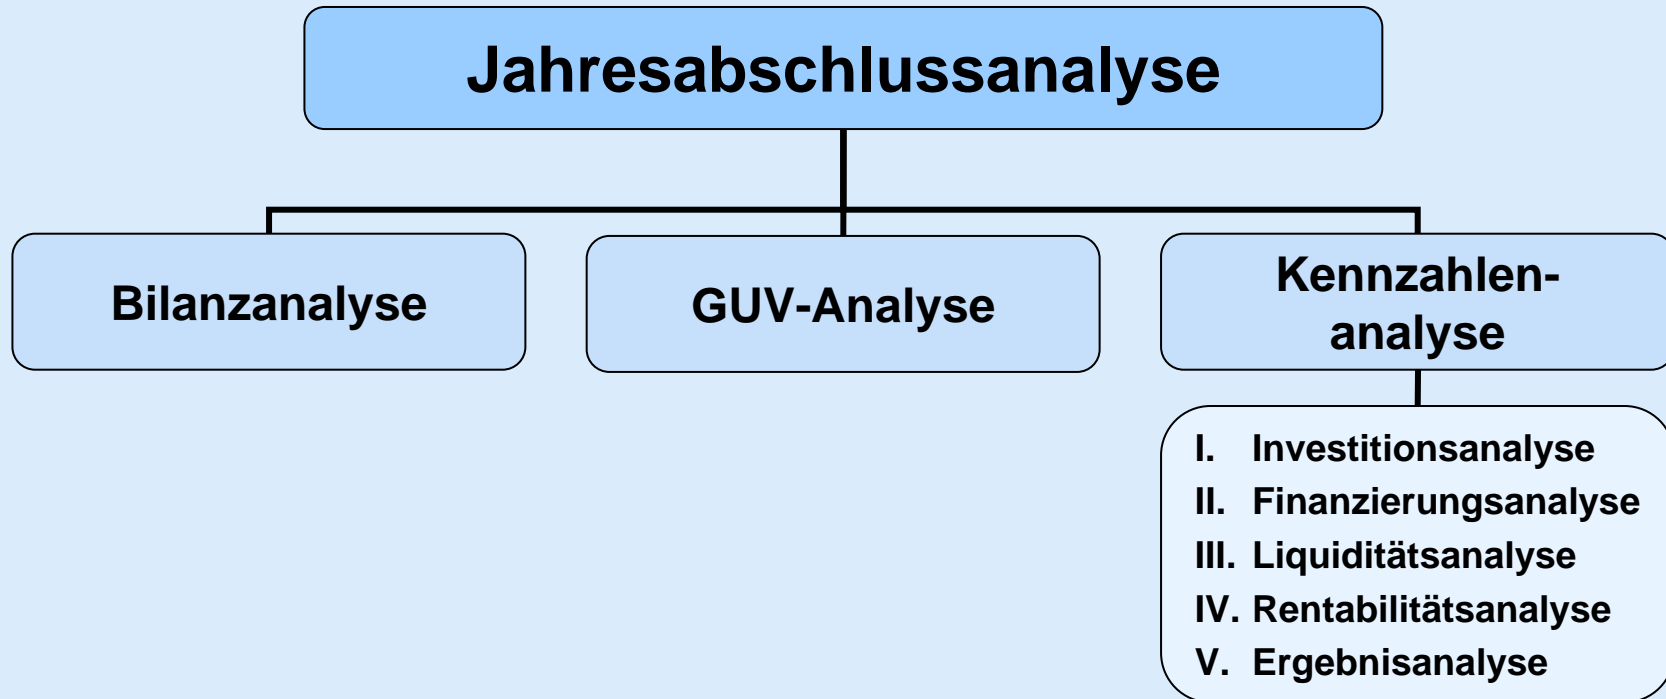 Jahresabschlussanalyse
Bilanzanalyse
GUV-Analyse
Kennzahlen-
analyse
I. Investitionsanalyse
II. Finanzierungsanalyse
III. Liquiditätsanalyse
IV. Rentabilitätsanalyse
V. Ergebnisanalyse